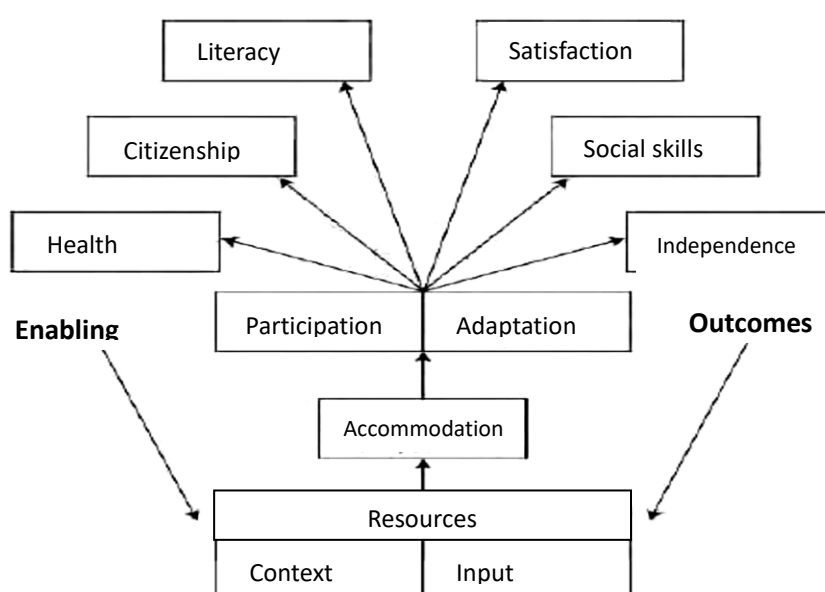 Literacy
Satisfaction
Citizenship
Social skills
Health
Independence
Enabling
Participation
Adaptation
Outcomes
Accommodation
Resources
Context
Input